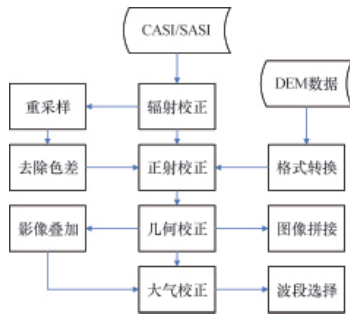 CASI/SASI
DEM数据
重采样
辐射校正
去除色差
正射校正
格式转换
影像叠加
几何校正
图像拼接
大气校正
波段选择